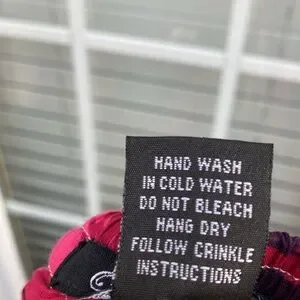 HAND WASH
IN COLD WATER
DO NOT BLEACH
HANG DRY
FOLLOW CRINKLE
INSTRUCTIONS